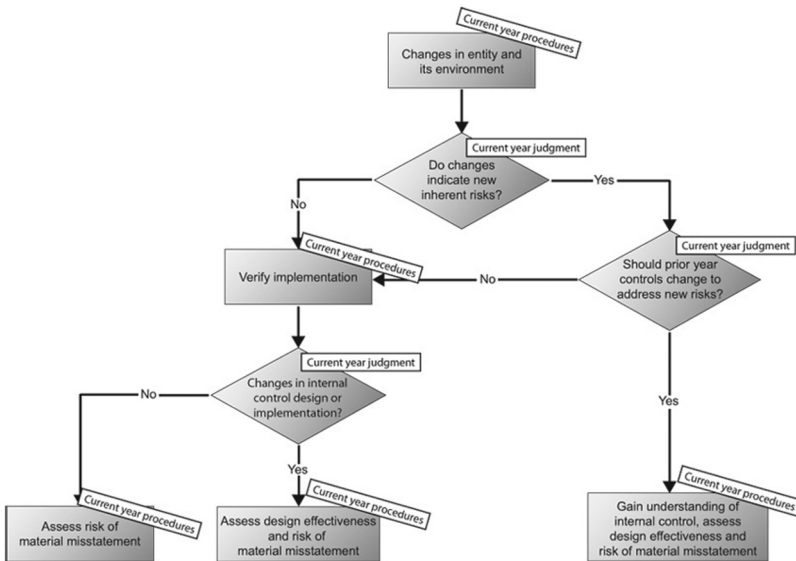 Current year procedures
Changes in entity and
its environment
Current year judgment
Do changes
indicate new
inherent risks?
No
Yes
Current year procedures
Verify implementation
Current year judgment
Should prior year
controls change to
address new risks?
No
Current year judgment
Changes in internal
control design or
implementation?
No
Yes
Yes
Current year procedures
Assess risk of
material misstatement
Current year procedures
Assess design effectiveness
and risk of
material misstatement
Current year procedures
Gain understanding of
internal control, assess
design effectiveness and
risk of material misstatement